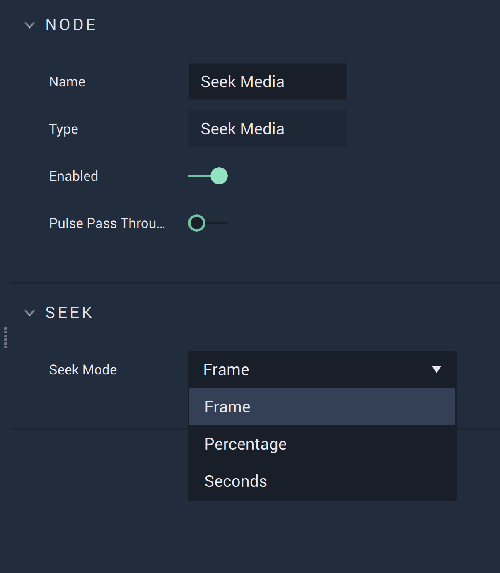 NODE
Name
Seek Media
Type
Seek Media
Enabled
Pulse Pass Throu...
SEEK
Seek Mode
Frame
Frame
Percentage
Seconds